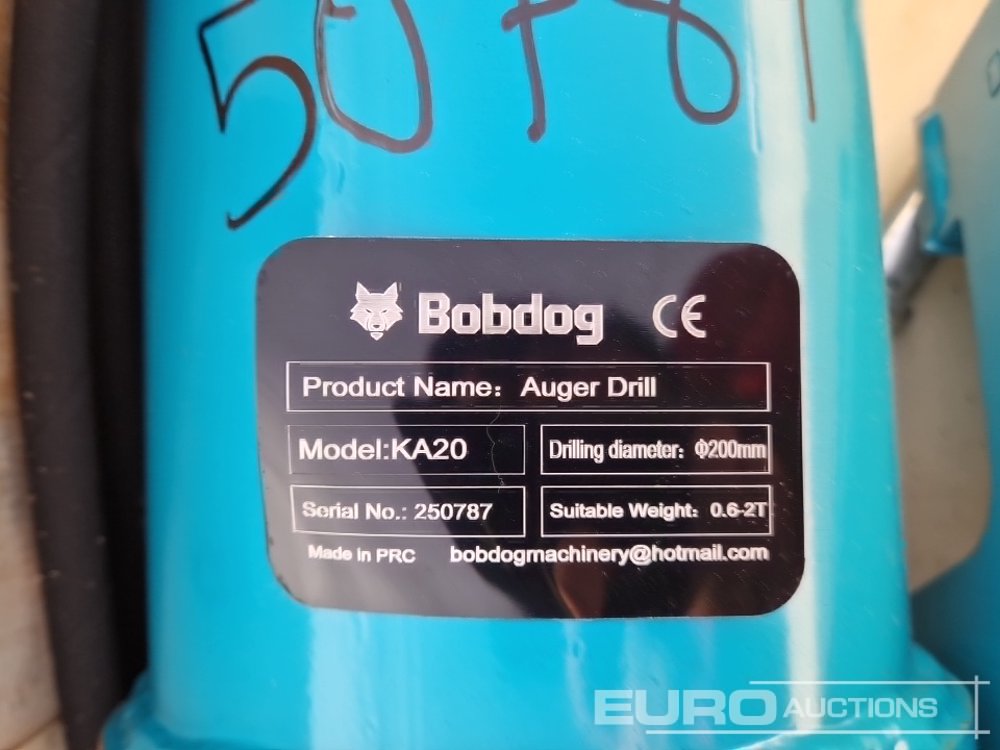 50787
Bobdog CE
Product Name: Auger Drill
Model:KA20 Drilling diameter: Φ200mm
Serial No.: 250787 Suitable Weight: 0.6-2T
Made in PRC bobdogmachinery@hotmail.com
EURO AUCTIONS